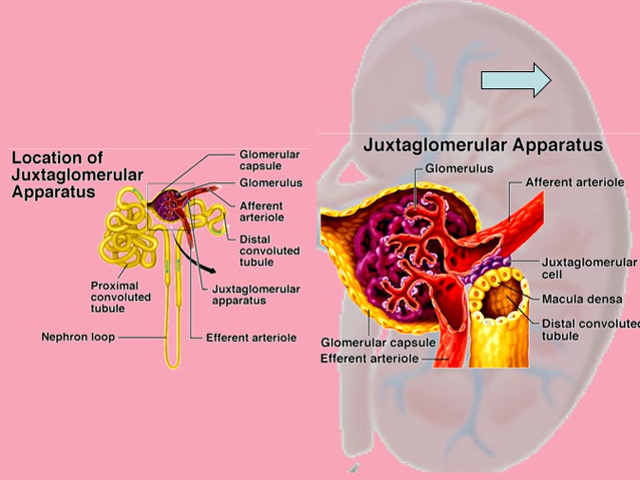 Location of
Juxtaglomerular
Apparatus
Glomerular
capsule
Glomerulus
Afferent
arteriole
Distal
convoluted
tubule
Juxtaglomerular
apparatus
Efferent arteriole
Proximal
convoluted
tubule
Nephron loop
Juxtaglomerular Apparatus
Glomerulus
Afferent arteriole
Juxtaglomerular
cell
Macula densa
Distal convoluted
tubule
Glomerular capsule
Efferent arteriole